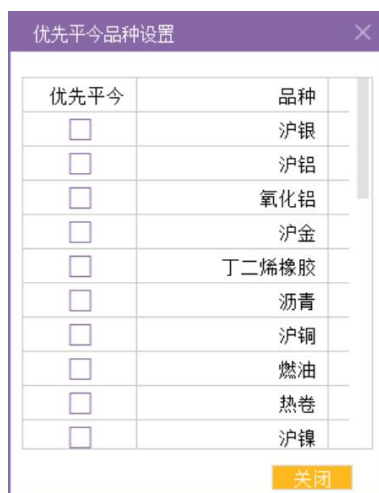 优先平今品种设置
优先平今 品种
沪银
沪铝
氧化铝
沪金
丁二烯橡胶
沥青
沪铜
燃油
热卷
沪镍
关闭